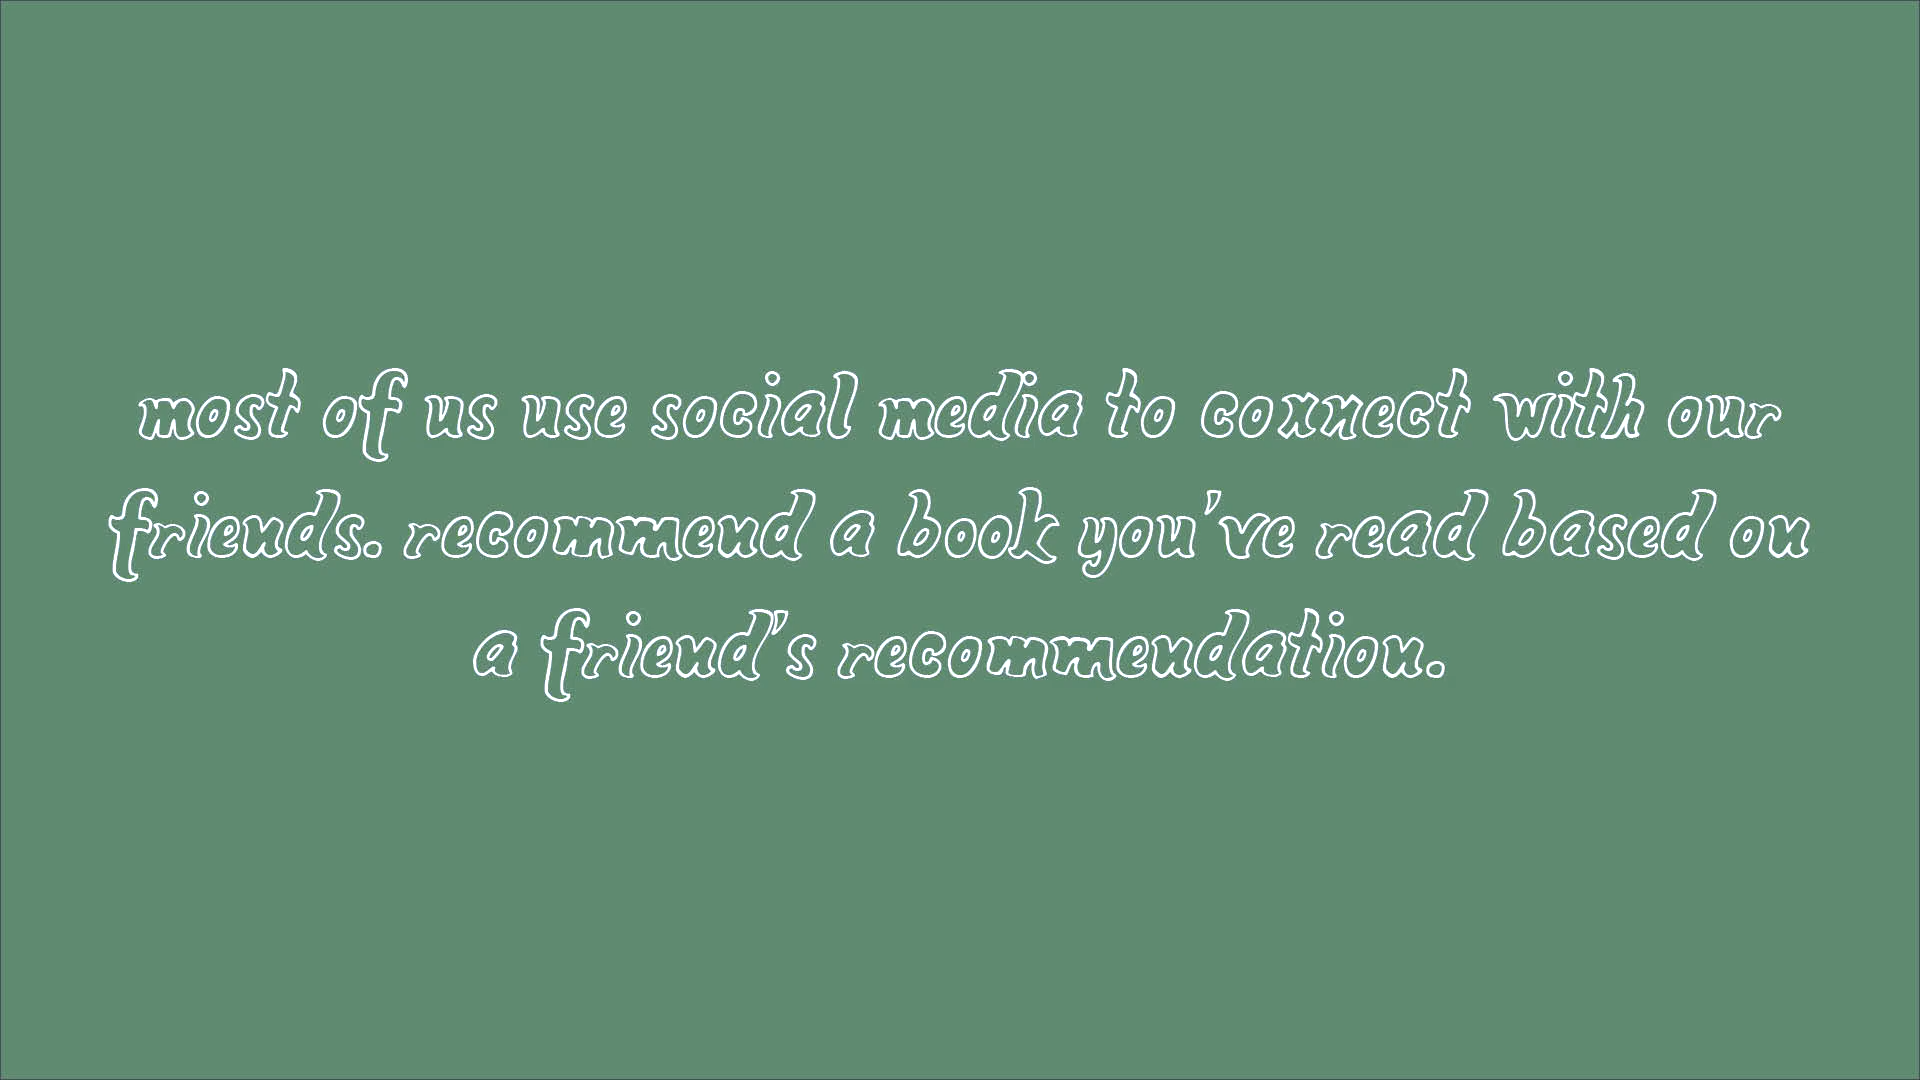 most of us use social media to connect with our
friends. recommend a book you've read based on
a friend's recommendation.